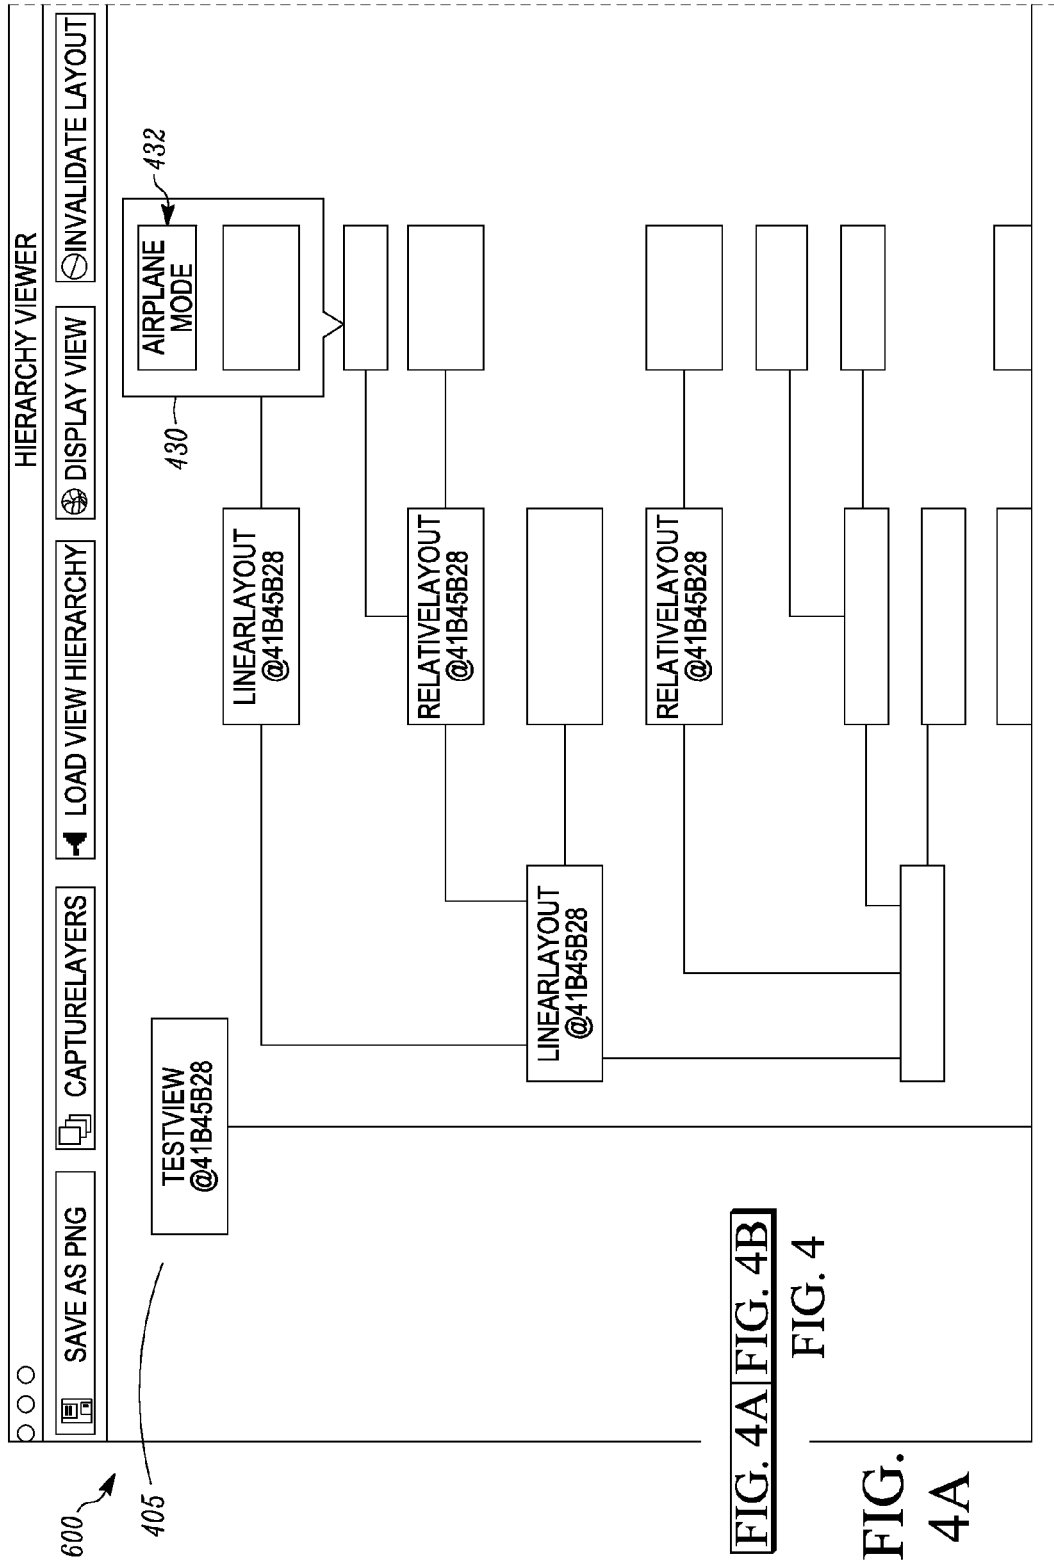 HIERARCHY VIEWER
SAVE AS PNG
CAPTURELAYERS
LOAD VIEW HIERARCHY
DISPLAY VIEW
INVALIDATE LAYOUT
600
405
TESTVIEW
@41B45B28
430
AIRPLANE
MODE
432
LINEARLAYOUT
@41B45B28
RELATIVELAYOUT
@41B45B28
LINEARLAYOUT
@41B45B28
RELATIVELAYOUT
@41B45B28
FIG. 4A FIG. 4B
FIG. 4
FIG.
4A